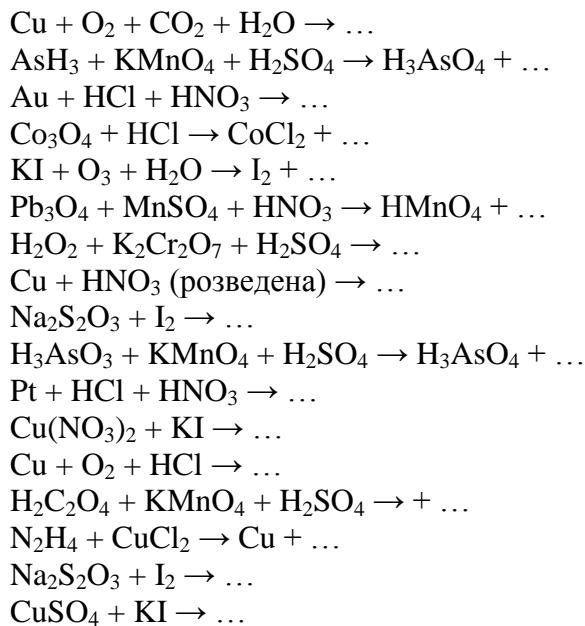 Cu + O₂ + CO₂ + H₂O → …
AsH₃ + KMnO₄ + H₂SO₄ → H₃AsO₄ + …
Au + HCl + HNO₃ → …
Co₃O₄ + HCl → CoCl₂ + …
KI + O₃ + H₂O → I₂ + …
Pb₃O₄ + MnSO₄ + HNO₃ → HMnO₄ + …
H₂O₂ + K₂Cr₂O₇ + H₂SO₄ → …
Cu + HNO₃ (розведена) → …
Na₂S₂O₃ + I₂ → …
H₃AsO₃ + KMnO₄ + H₂SO₄ → H₃AsO₄ + …
Pt + HCl + HNO₃ → …
Cu(NO₃)₂ + KI → …
Cu + O₂ + HCl → …
H₂C₂O₄ + KMnO₄ + H₂SO₄ → + …
N₂H₄ + CuCl₂ → Cu + …
Na₂S₂O₃ + I₂ → …
CuSO₄ + KI → …